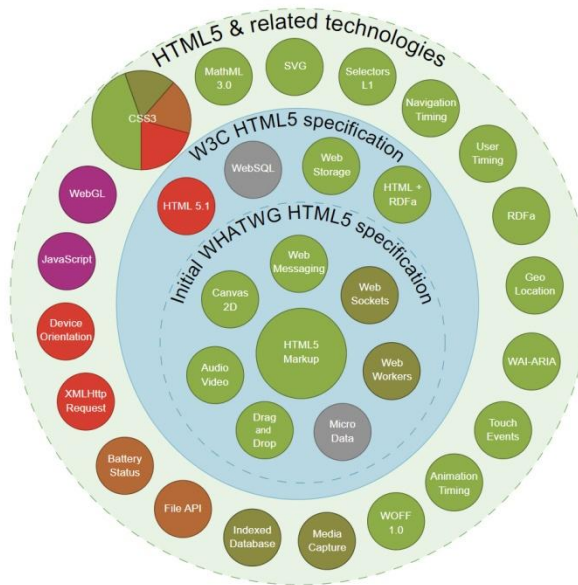 HTML5 & related technologies
CSS3
MathML
3.0
SVG
Selectors
L1
Navigation
Timing
User
Timing
RDFa
Geo
Location
WAI-ARIA
Touch
Events
Animation
Timing
WOFF
1.0
Media
Capture
Indexed
Database
File API
Battery
Status
XMLHttp
Request
Device
Orientation
JavaScript
WebGL
W3C HTML5 specification
HTML 5.1
WebSQL
Web
Storage
HTML +
RDFa
Initial WHATWG HTML5 specification
Web
Messaging
Canvas
2D
Web
Sockets
HTML5
Markup
Audio
Video
Web
Workers
Drag
and
Drop
Micro
Data